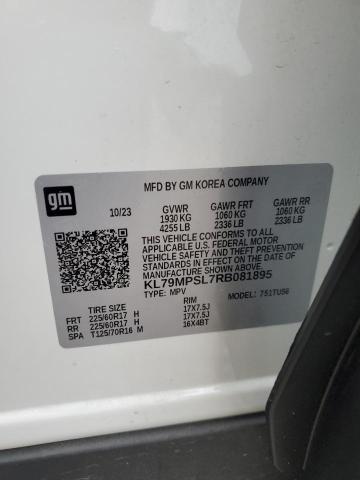 gm
MFD BY GM KOREA COMPANY
10/23 GVWR GAWR FRT GAWR RR
1930 KG 1060 KG 1060 KG
4255 LB 2336 LB 2336 LB
THIS VEHICLE CONFORMS TO ALL
APPLICABLE U.S. FEDERAL MOTOR
VEHICLE SAFETY AND THEFT
PREVENTION STANDARDS IN EFFECT
ON THE DATE OF MANUFACTURE
SHOWN ABOVE.
KL79MPSL7RB081895
TYPE: MPV MODEL: 751TUS6
TIRE SIZE RIM
FRT 225/60R17 H 17X7.5J
RR 225/60R17 H 17X7.5J
SPA T125/70R16 M 16X4BT